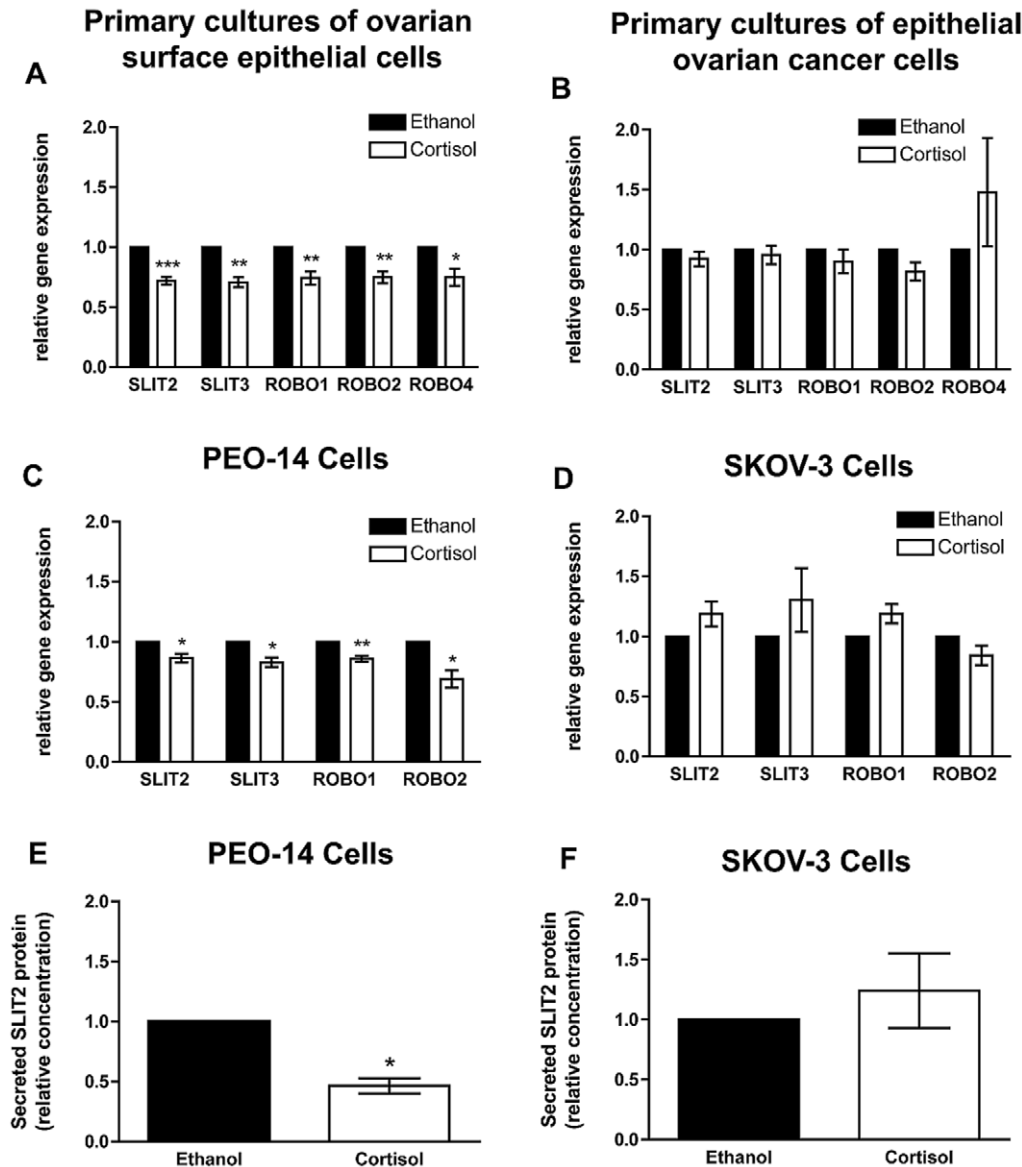 Primary cultures of ovarian
surface epithelial cells
A
Ethanol
Cortisol
relative gene expression
2.0
1.5
1.0
0.5
0.0
***
**
**
**
*
SLIT2 SLIT3 ROBO1 ROBO2 ROBO4
Primary cultures of epithelial
ovarian cancer cells
B
Ethanol
Cortisol
relative gene expression
2.0
1.5
1.0
0.5
0.0
SLIT2 SLIT3 ROBO1 ROBO2 ROBO4
PEO-14 Cells
C
Ethanol
Cortisol
relative gene expression
2.0
1.5
1.0
0.5
0.0
*
*
**
*
SLIT2 SLIT3 ROBO1 ROBO2
SKOV-3 Cells
D
Ethanol
Cortisol
relative gene expression
2.0
1.5
1.0
0.5
0.0
SLIT2 SLIT3 ROBO1 ROBO2
PEO-14 Cells
E
Secreted SLIT2 protein
(relative concentration)
2.0
1.5
1.0
0.5
0.0
*
Ethanol Cortisol
SKOV-3 Cells
F
Secreted SLIT2 protein
(relative concentration)
2.0
1.5
1.0
0.5
0.0
Ethanol Cortisol